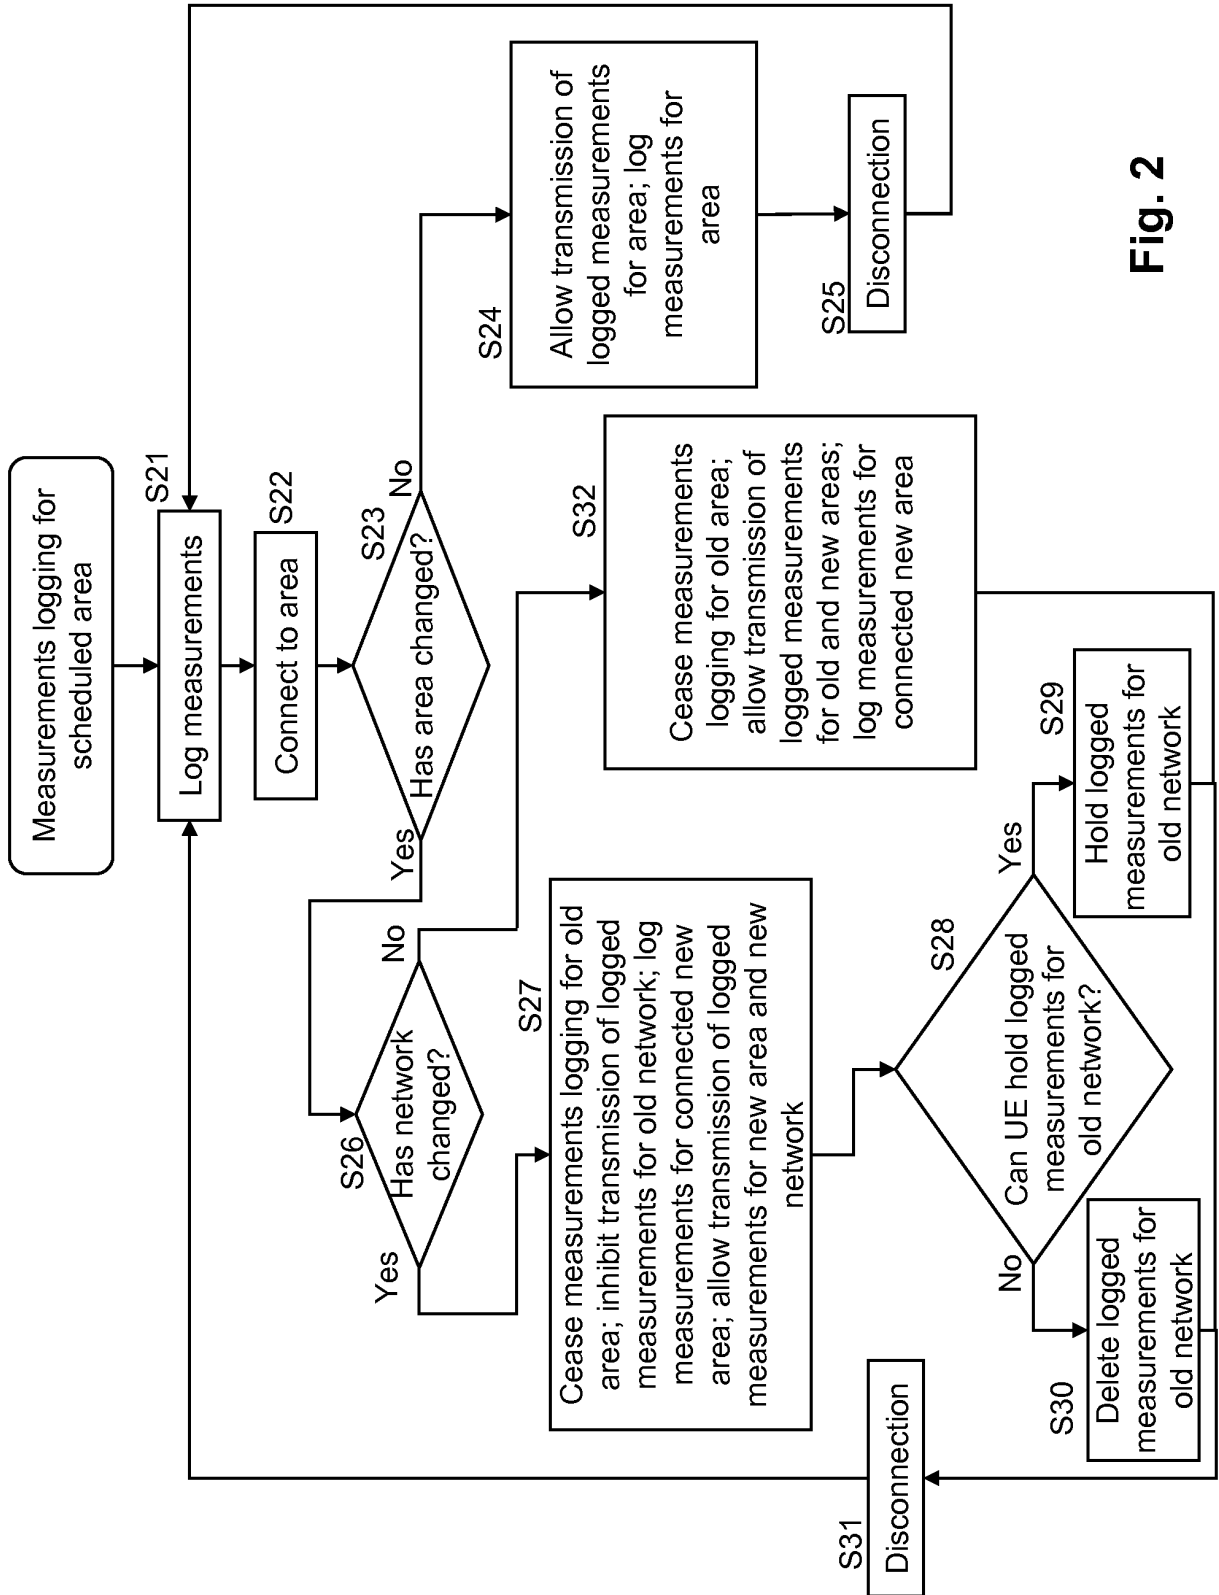 Measurements logging for
scheduled area
S21
Log measurements
S22
Connect to area
S23
Has area changed?
Yes
No
S24
Allow transmission of
logged measurements
for area; log
measurements for
area
S25
Disconnection
S26
Has network
changed?
Yes
No
S27
Cease measurements logging for old
area; inhibit transmission of logged
measurements for old network; log
measurements for connected new
area; allow transmission of logged
measurements for new area and new
network
S32
Cease measurements
logging for old area;
allow transmission of
logged measurements
for old and new areas;
log measurements for
connected new area
S28
Can UE hold logged
measurements for
old network?
No
Yes
S29
Hold logged
measurements for
old network
S30
Delete logged
measurements for
old network
S31
Disconnection
Fig. 2